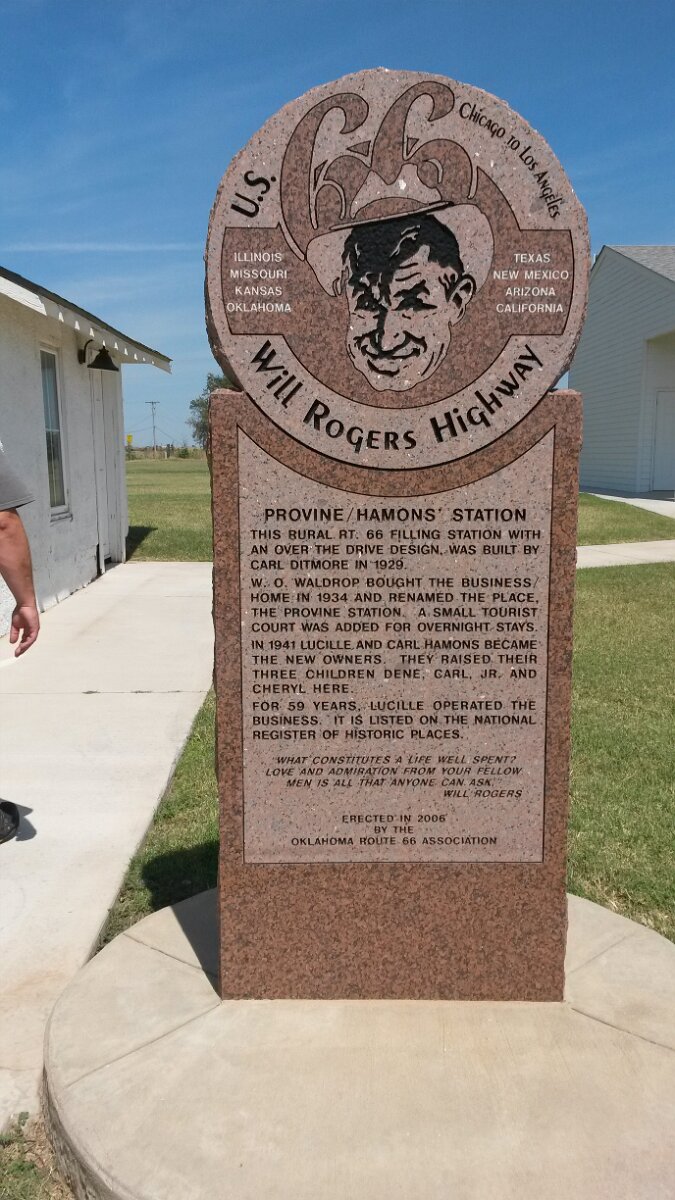 U.S. 66 Chicago to Los Angeles
ILLINOIS
MISSOURI
KANSAS
OKLAHOMA
TEXAS
NEW MEXICO
ARIZONA
CALIFORNIA
Will Rogers Highway
PROVINE/HAMONS' STATION
THIS RURAL RT. 66 FILLING STATION WITH
AN OVER THE DRIVE DESIGN, WAS BUILT BY
CARL DITMORE IN 1929.
W. O. WALDROP BOUGHT THE BUSINESS/
HOME IN 1934 AND RENAMED THE PLACE,
THE PROVINE STATION. A SMALL TOURIST
COURT WAS ADDED FOR OVERNIGHT STAYS.
IN 1941 LUCILLE AND CARL HAMONS BECAME
THE NEW OWNERS. THEY RAISED THEIR
THREE CHILDREN DENE, CARL, JR. AND
CHERYL HERE.
FOR 59 YEARS, LUCILLE OPERATED THE
BUSINESS. IT IS LISTED ON THE NATIONAL
REGISTER OF HISTORIC PLACES.
"WHAT CONSTITUTES A LIFE WELL SPENT?
LOVE AND ADMIRATION FROM YOUR FELLOW
MEN IS ALL THAT ANYONE CAN ASK."
WILL ROGERS
ERECTED IN 2006
BY THE
OKLAHOMA ROUTE 66 ASSOCIATION